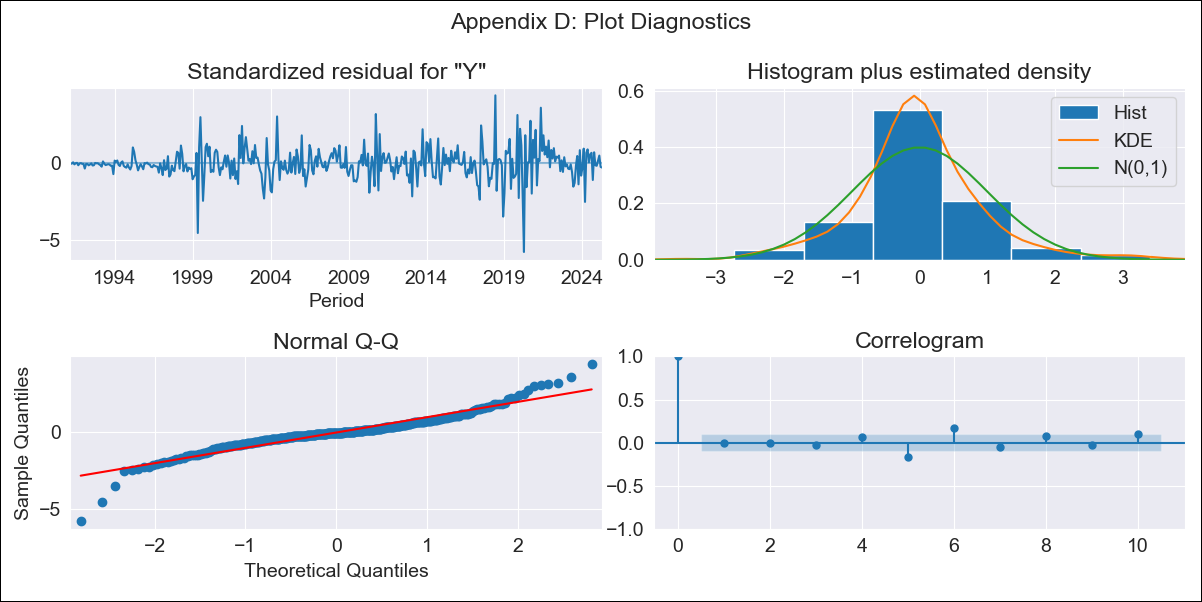 Appendix D: Plot Diagnostics
Standardized residual for "Y"
0
−5
1994 1999 2004 2009 2014 2019 2024
Period
Histogram plus estimated density
0.6
0.4
0.2
0.0
−3 −2 −1 0 1 2 3
Hist
KDE
N(0,1)
Normal Q-Q
Sample Quantiles
0
−5
−2 −1 0 1 2
Theoretical Quantiles
Correlogram
1.0
0.5
0.0
−0.5
−1.0
0 2 4 6 8 10